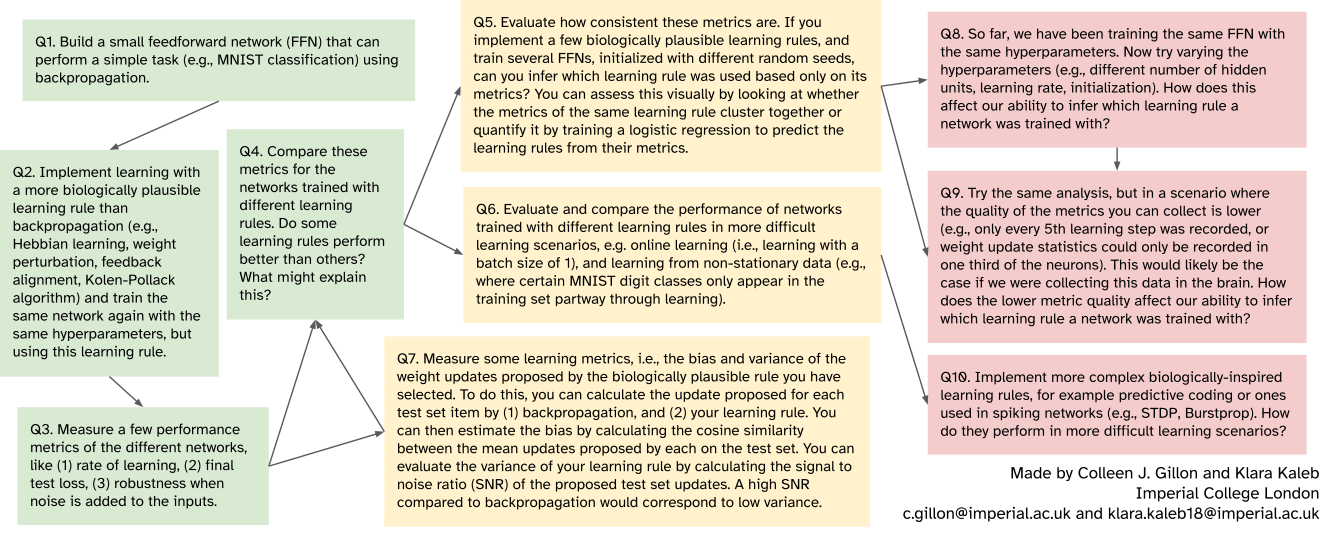 Q1. Build a small feedforward network (FFN) that can
perform a simple task (e.g., MNIST classification) using
backpropagation.
Q2. Implement learning with
a more biologically plausible
learning rule than
backpropagation (e.g.,
Hebbian learning, weight
perturbation, feedback
alignment, Kolen-Pollack
algorithm) and train the
same network again with the
same hyperparameters, but
using this learning rule.
Q3. Measure a few performance
metrics of the different networks,
like (1) rate of learning, (2) final
test loss, (3) robustness when
noise is added to the inputs.
Q4. Compare these
metrics for the
networks trained with
different learning
rules. Do some
learning rules perform
better than others?
What might explain
this?
Q5. Evaluate how consistent these metrics are. If you
implement a few biologically plausible learning rules, and
train several FFNs, initialized with different random seeds,
can you infer which learning rule was used based only on its
metrics? You can assess this visually by looking at whether
the metrics of the same learning rule cluster together or
quantify it by training a logistic regression to predict the
learning rules from their metrics.
Q6. Evaluate and compare the performance of networks
trained with different learning rules in more difficult
learning scenarios, e.g. online learning (i.e., learning with a
batch size of 1), and learning from non-stationary data (e.g.,
where certain MNIST digit classes only appear in the
training set partway through learning).
Q7. Measure some learning metrics, i.e., the bias and variance of the
weight updates proposed by the biologically plausible rule you have
selected. To do this, you can calculate the update proposed for each
test set item by (1) backpropagation, and (2) your learning rule. You
can then estimate the bias by calculating the cosine similarity
between the mean updates proposed by each on the test set. You can
evaluate the variance of your learning rule by calculating the signal to
noise ratio (SNR) of the proposed test set updates. A high SNR
compared to backpropagation would correspond to low variance.
Q8. So far, we have been training the same FFN with
the same hyperparameters. Now try varying the
hyperparameters (e.g., different number of hidden
units, learning rate, initialization). How does this
affect our ability to infer which learning rule a
network was trained with?
Q9. Try the same analysis, but in a scenario where
the quality of the metrics you can collect is lower
(e.g., only every 5th learning step was recorded, or
weight update statistics could only be recorded in
one third of the neurons). This would likely be the
case if we were collecting this data in the brain. How
does the lower metric quality affect our ability to infer
which learning rule a network was trained with?
Q10. Implement more complex biologically-inspired
learning rules, for example predictive coding or ones
used in spiking networks (e.g., STDP, Burstprop). How
do they perform in more difficult learning scenarios?
Made by Colleen J. Gillon and Klara Kaleb
Imperial College London
c.gillon@imperial.ac.uk and klara.kaleb18@imperial.ac.uk